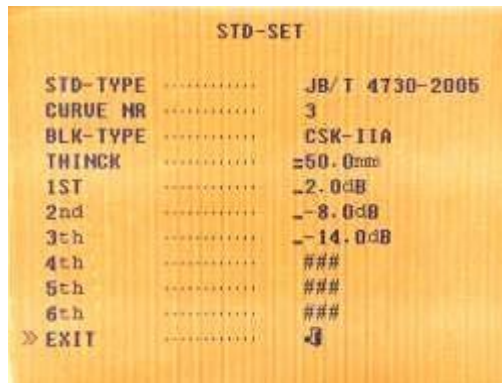 STD-SET
STD-TYPE ........... JB/T 4730-2005
CURVE NR ........... 3
BLK-TYPE ........... CSK-IIA
THINCK ........... =50.0mm
1ST ........... 2.0dB
2nd ........... -8.0dB
3th ........... -14.0dB
4th ........... ###
5th ........... ###
6th ........... ###
» EXIT ...........